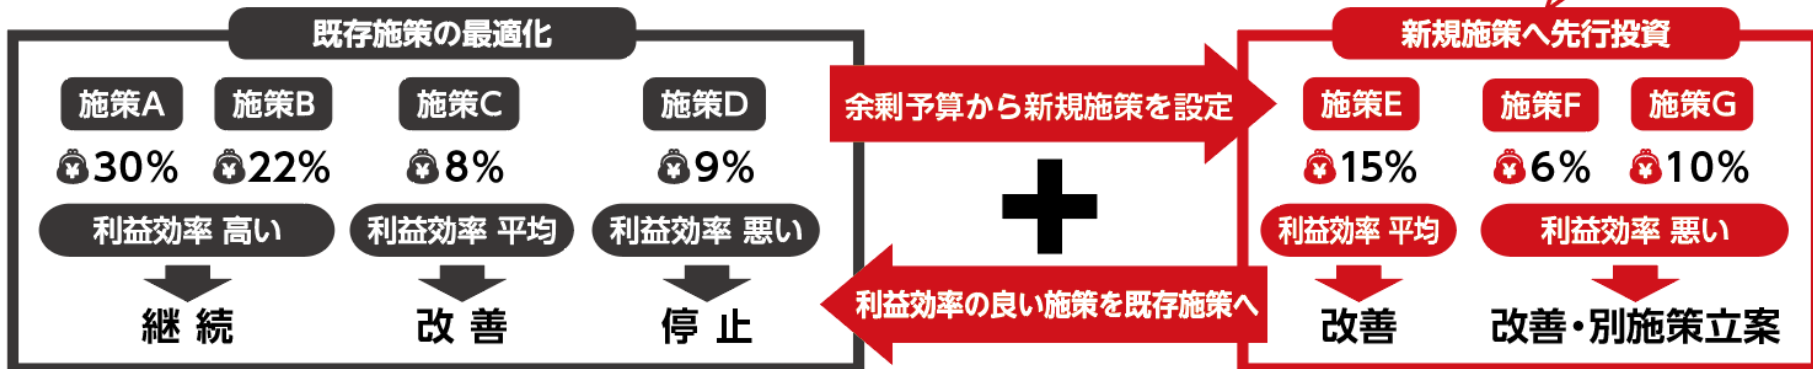 既存施策の最適化
施策A 施策B 施策C 施策D
¥30% ¥22% ¥8% ¥9%
利益効率 高い 利益効率 平均 利益効率 悪い
継続 改善 停止
余剰予算から新規施策を設定
+
利益効率の良い施策を既存施策へ
新規施策へ先行投資
施策E 施策F 施策G
¥15% ¥6% ¥10%
利益効率 平均 利益効率 悪い
改善 改善・別施策立案